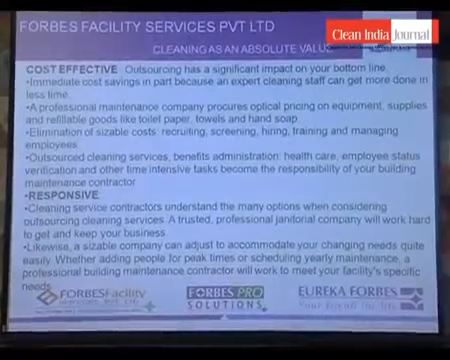 FORBES FACILITY SERVICES PVT LTD
Clean India Journal
CLEANING AS AN ABSOLUTE VALUE
COST EFFECTIVE: Outsourcing has a significant impact on your bottom line.
•Immediate cost savings in part because an expert cleaning staff can get more done in
less time.
•A professional maintenance company procures optical pricing on equipment, supplies
and refillable goods like toilet paper, towels and hand soap.
•Elimination of sizable costs: recruiting, screening, hiring, training and managing
employees.
•Outsourced cleaning services, benefits administration: health care, employee status
verification and other time intensive tasks become the responsibility of your building
maintenance contractor
•RESPONSIVE:
•Cleaning service contractors understand the many options when considering
outsourcing cleaning services. A trusted, professional janitorial company will work hard
to get and keep your business.
•Likewise, a sizable company can adjust to accommodate your changing needs quite
easily. Whether adding people for peak times or scheduling yearly maintenance, a
professional building maintenance contractor will work to meet your facility's specific
needs.
FORBESFacility
SERVICES PVT. LTD.
FORBES PRO
SOLUTIONS
EUREKA FORBES
Your friend for life